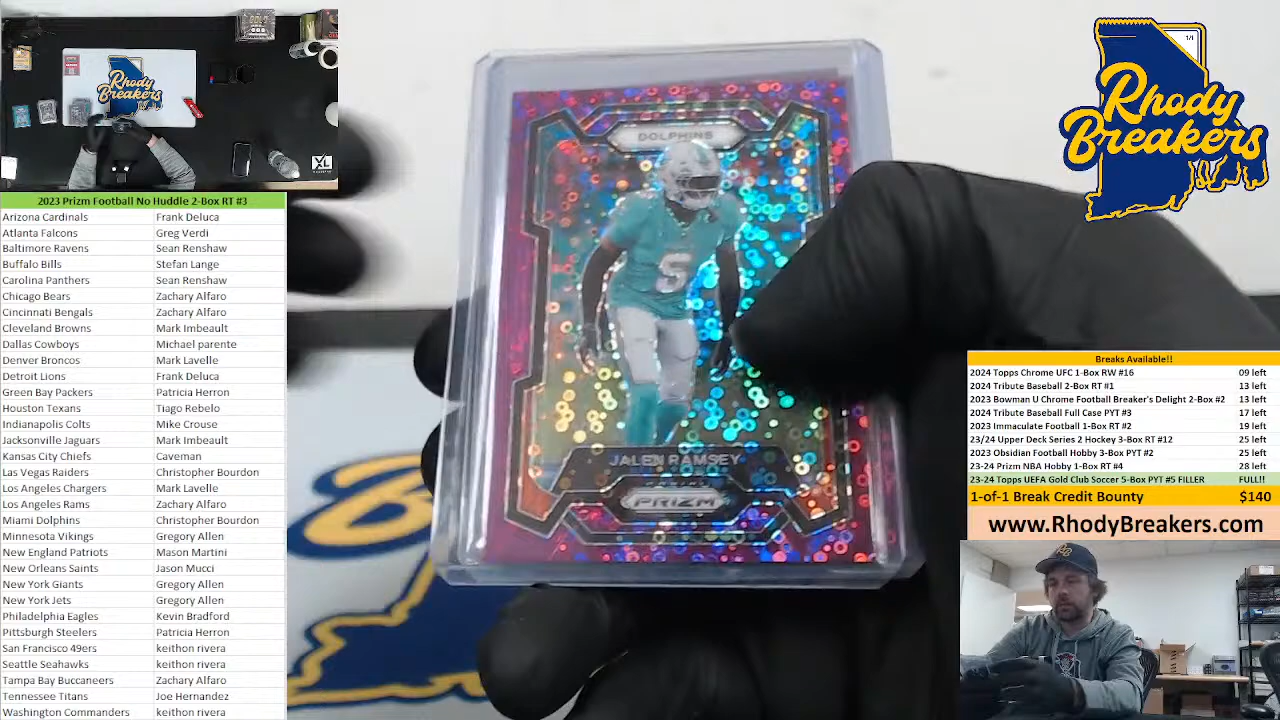 Rhody
Breakers
XL
2023 Prizm Football No Huddle 2-Box RT #3
Arizona Cardinals Frank Deluca
Atlanta Falcons Greg Verdi
Baltimore Ravens Sean Renshaw
Buffalo Bills Stefan Lange
Carolina Panthers Sean Renshaw
Chicago Bears Zachary Alfaro
Cincinnati Bengals Zachary Alfaro
Cleveland Browns Mark Imbeault
Dallas Cowboys Michael parente
Denver Broncos Mark Lavelle
Detroit Lions Frank Deluca
Green Bay Packers Patricia Herron
Houston Texans Tiago Rebelo
Indianapolis Colts Mike Crouse
Jacksonville Jaguars Mark Imbeault
Kansas City Chiefs Caveman
Las Vegas Raiders Christopher Bourdon
Los Angeles Chargers Mark Lavelle
Los Angeles Rams Zachary Alfaro
Miami Dolphins Christopher Bourdon
Minnesota Vikings Gregory Allen
New England Patriots Mason Martini
New Orleans Saints Jason Mucci
New York Giants Gregory Allen
New York Jets Gregory Allen
Philadelphia Eagles Kevin Bradford
Pittsburgh Steelers Patricia Herron
San Francisco 49ers keithon rivera
Seattle Seahawks keithon rivera
Tampa Bay Buccaneers Zachary Alfaro
Tennessee Titans Joe Hernandez
Washington Commanders keithon rivera
DOLPHINS
5
JALEN RAMSEY
PANINI
PRIZM
1/1
Rhody
Breakers
Breaks Available!!
2024 Topps Chrome UFC 1-Box RW #16 09 left
2024 Tribute Baseball 2-Box RT #1 13 left
2023 Bowman U Chrome Football Breaker's Delight 2-Box #2 13 left
2024 Tribute Baseball Full Case PYT #3 17 left
2023 Immaculate Football 1-Box RT #2 19 left
23/24 Upper Deck Series 2 Hockey 3-Box RT #12 25 left
2023 Obsidian Football Hobby 3-Box PYT #2 25 left
23-24 Prizm NBA Hobby 1-Box RT #4 28 left
23-24 Topps UEFA Gold Club Soccer 5-Box PYT #5 FILLER FULL!!
1-of-1 Break Credit Bounty $140
www.RhodyBreakers.com